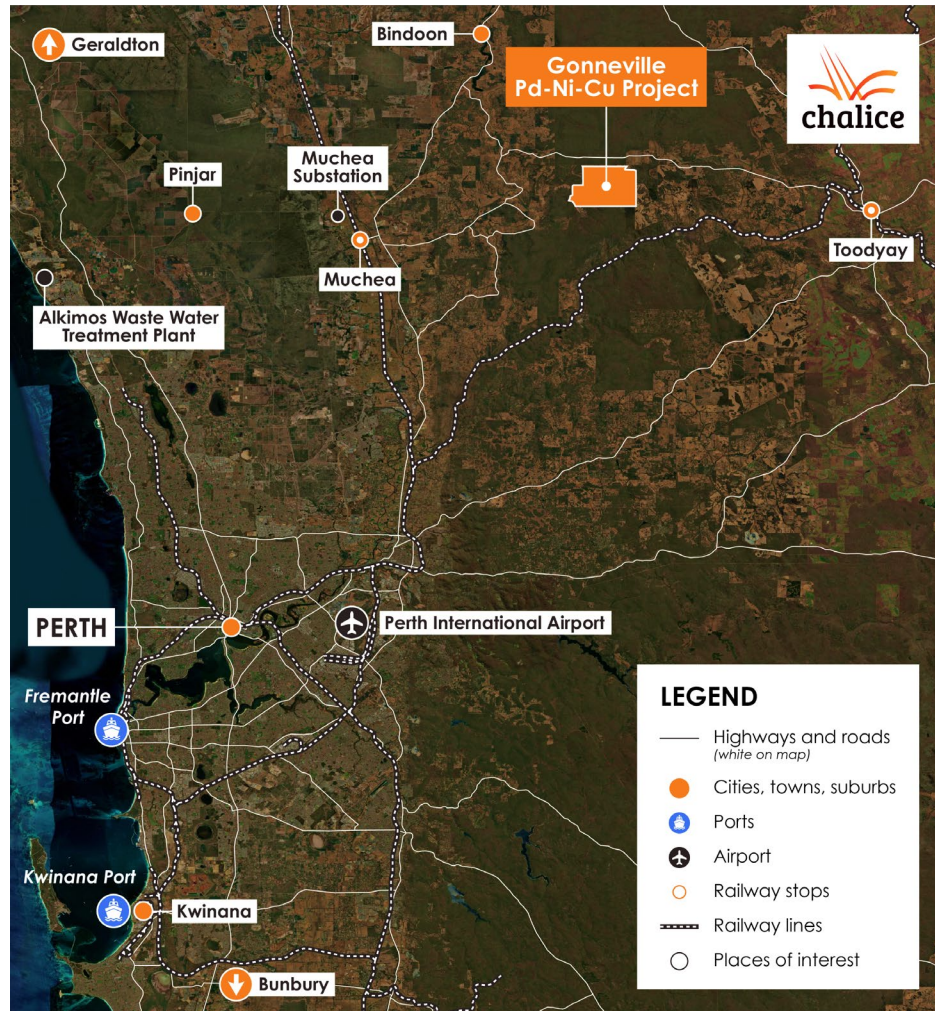 Geraldton
Bindoon
Gonneville
Pd-Ni-Cu Project
chalice
Pinjar
Muchea
Substation
Muchea
Toodyay
Alkimos Waste Water
Treatment Plant
PERTH
Perth International Airport
Fremantle
Port
Kwinana Port
Kwinana
Bunbury
LEGEND
Highways and roads
(white on map)
Cities, towns, suburbs
Ports
Airport
Railway stops
Railway lines
Places of interest